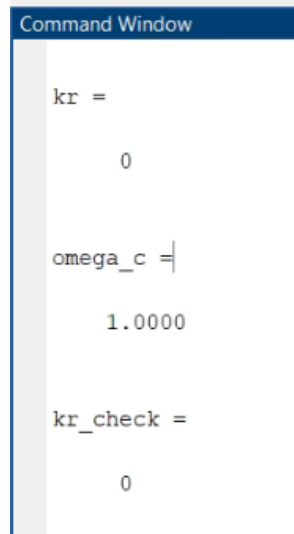 Command Window
kr =
0
omega_c =
1.0000
kr_check =
0